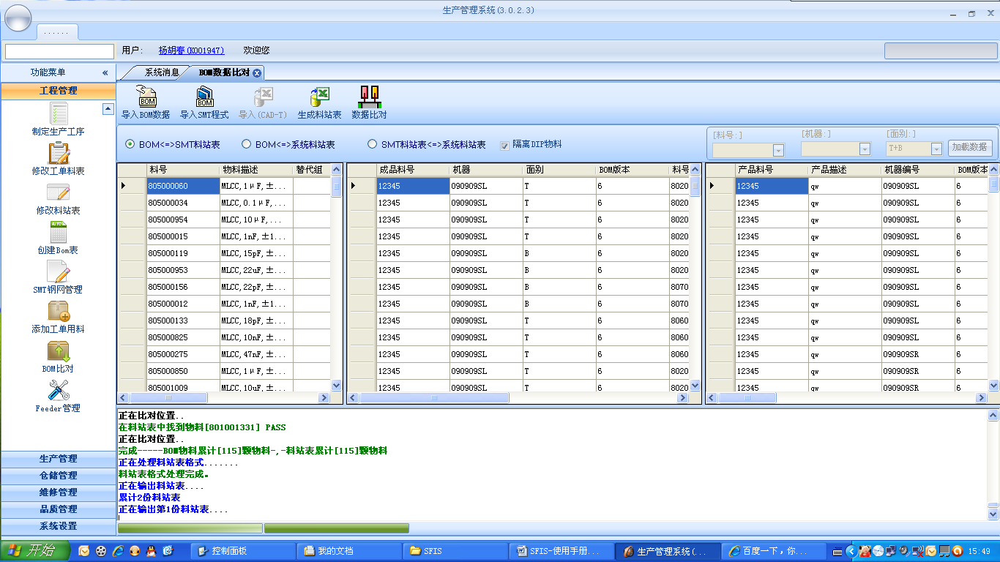 生产管理系统(3.0.2.3)
......
用户: 杨胡春(K001947) 欢迎您
功能菜单 «
系统消息 BOM数据比对
工程管理
制定生产工序
修改工单料表
修改料站表
创建Bom表
SMT钢网管理
添加工单用料
BOM比对
Feeder管理
生产管理
仓储管理
维修管理
品质管理
系统设置
导入BOM数据 导入SMT程式 导入(CAD-T) 生成料站表 数据比对
BOM<=>SMT料站表 BOM<=>系统料站表 SMT料站表<=>系统料站表 隔离DIP物料
[料号:] [机器:] [面别:]
T+B 加载数据
料号 物料描述 替代组
805000060 MLCC,1μF,±...
805000034 MLCC,0.1μF,...
805000954 MLCC,10μF,...
805000015 MLCC,1nF,±1...
805000119 MLCC,15pF,±...
805000953 MLCC,22uF,±...
805000156 MLCC,22pF,±...
805000012 MLCC,1nF,±1...
805000133 MLCC,18pF,±...
805000825 MLCC,10nF,±...
805000275 MLCC,47nF,±...
805000850 MLCC,1μF,±...
805001009 MLCC,10uF,±...
成品料号 机器 面别 BOM版本 料号
12345 090909SL T 6 8020
12345 090909SL T 6 8020
12345 090909SL T 6 8020
12345 090909SL T 6 8020
12345 090909SL B 6 8020
12345 090909SL B 6 8020
12345 090909SL B 6 8070
12345 090909SL B 6 8070
12345 090909SL T 6 8060
12345 090909SL T 6 8060
12345 090909SL T 6 8060
12345 090909SL T 6 8020
12345 090909SL T 6 8020
产品料号 产品描述 机器编号 BOM版本
12345 qw 090909SL 6
12345 qw 090909SL 6
12345 qw 090909SL 6
12345 qw 090909SL 6
12345 qw 090909SL 6
12345 qw 090909SL 6
12345 qw 090909SL 6
12345 qw 090909SL 6
12345 qw 090909SL 6
12345 qw 090909SL 6
12345 qw 090909SR 6
12345 qw 090909SR 6
12345 qw 090909SR 6
正在比对位置..
在料站表中找到物料[801001331] PASS
正在比对位置..
完成-----BOM物料累计[115]颗物料-,-料站表累计[115]颗物料
正在处理料站表格式.......
料站表格式处理完成。
正在输出料站表....
累计2份料站表
正在输出第1份料站表....
开始 控制面板 我的文档 SFIS SFIS-使用手册... 生产管理系统(... 百度一下，你... 15:49